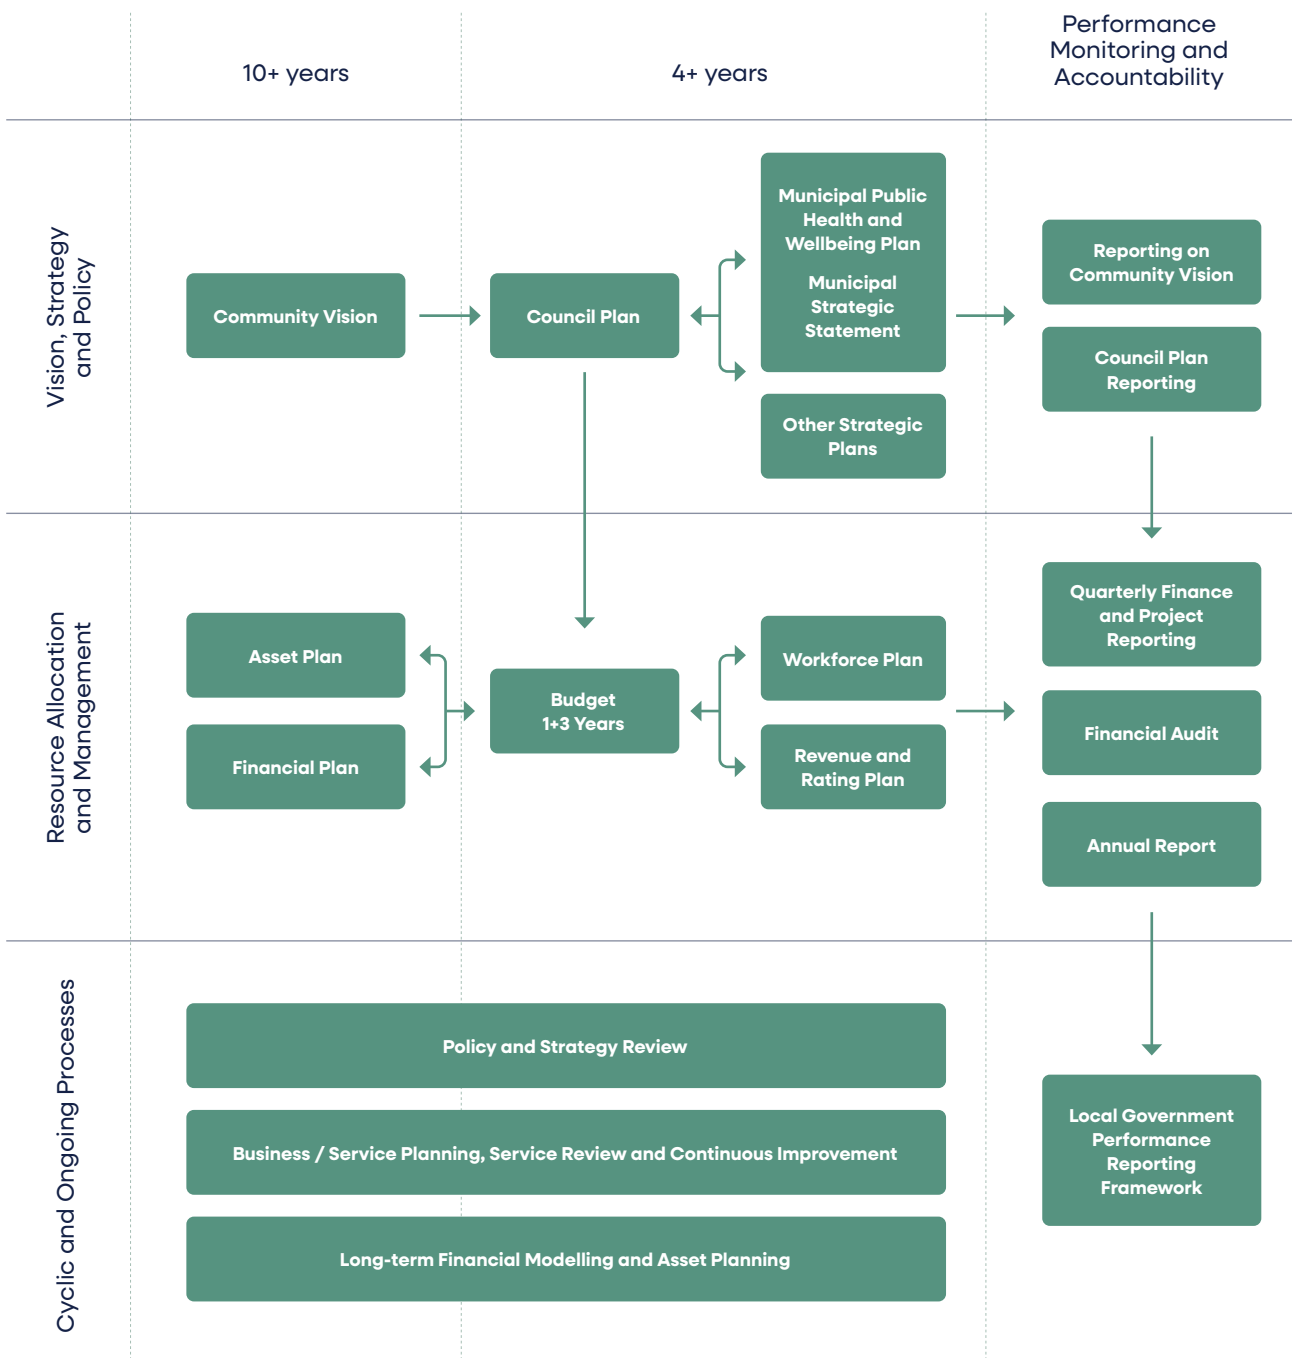 10+ years
4+ years
Performance
Monitoring and
Accountability
Vision, Strategy
and Policy
Community Vision
Council Plan
Municipal Public
Health and
Wellbeing Plan
Municipal
Strategic
Statement
Other Strategic
Plans
Reporting on
Community Vision
Council Plan
Reporting
Resource Allocation
and Management
Asset Plan
Financial Plan
Budget
1+3 Years
Workforce Plan
Revenue and
Rating Plan
Quarterly Finance
and Project
Reporting
Financial Audit
Annual Report
Cyclic and Ongoing Processes
Policy and Strategy Review
Business / Service Planning, Service Review and Continuous Improvement
Long-term Financial Modelling and Asset Planning
Local Government
Performance
Reporting
Framework